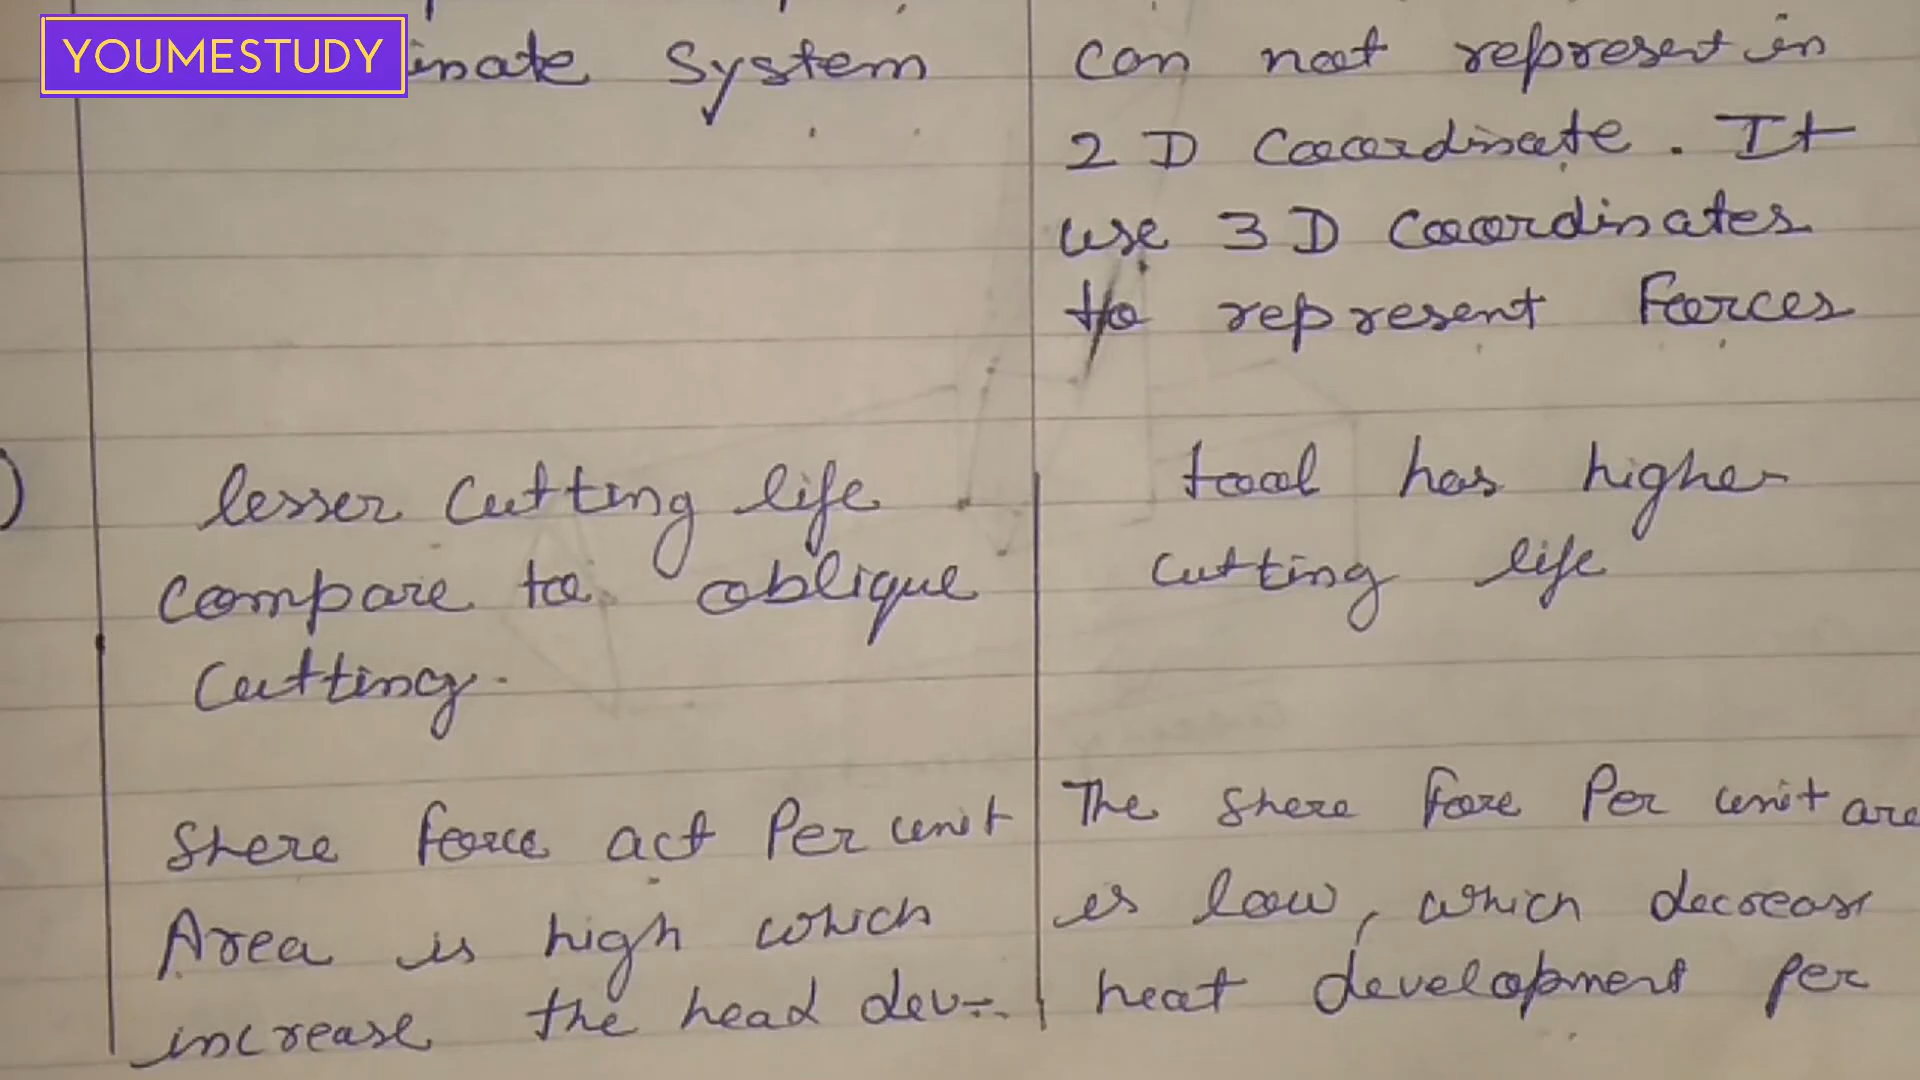 YOUMESTUDY
inate System
can not represent in
2 D Coordinate. It
use 3 D Coordinates
to represent Forces
)
lesser Cutting life
compare to oblique
Cutting.
tool has higher
cutting life
Shere force act Per unit
Area is high which
increase the head dev-
The Shere Fore Per unit are
is low, which decrease
heat development per